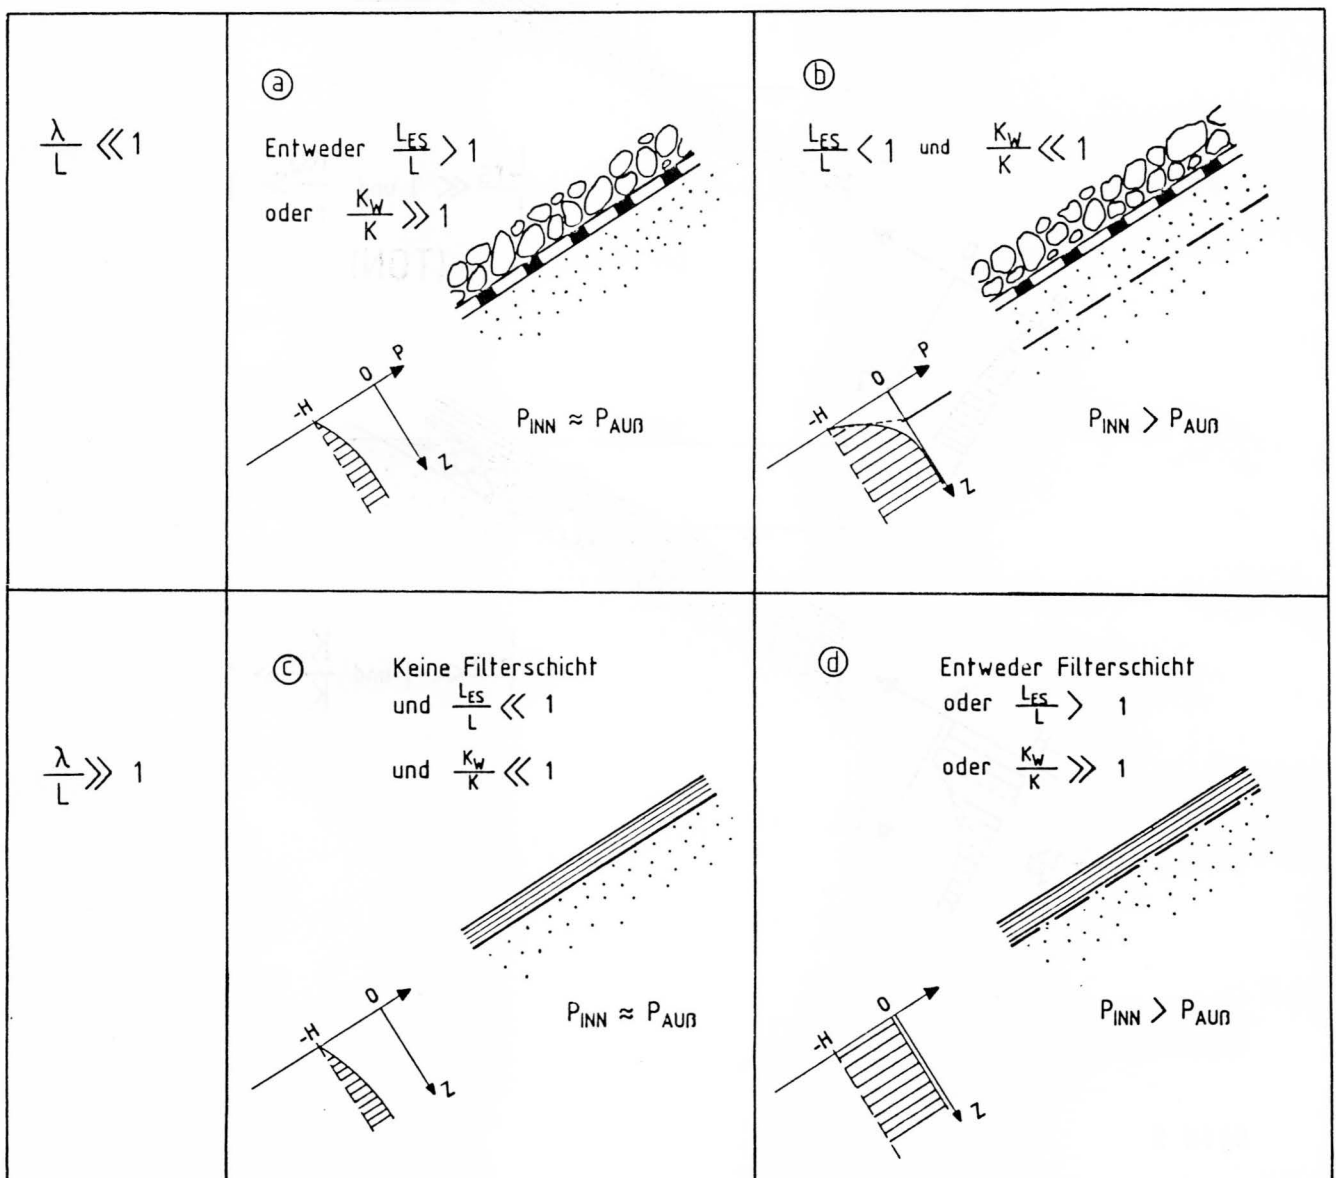 λ/L ≪ 1
ⓐ
Entweder L_ES/L > 1
oder K_W/K ≫ 1
P
0
-H
Z
P_INN ≈ P_AUß
ⓑ
L_ES/L < 1 und K_W/K ≪ 1
P
0
-H
Z
P_INN > P_AUß
λ/L ≫ 1
ⓒ Keine Filterschicht
und L_ES/L ≪ 1
und K_W/K ≪ 1
0
-H
Z
P_INN ≈ P_AUß
ⓓ Entweder Filterschicht
oder L_ES/L > 1
oder K_W/K ≫ 1
0
-H
Z
P_INN > P_AUß